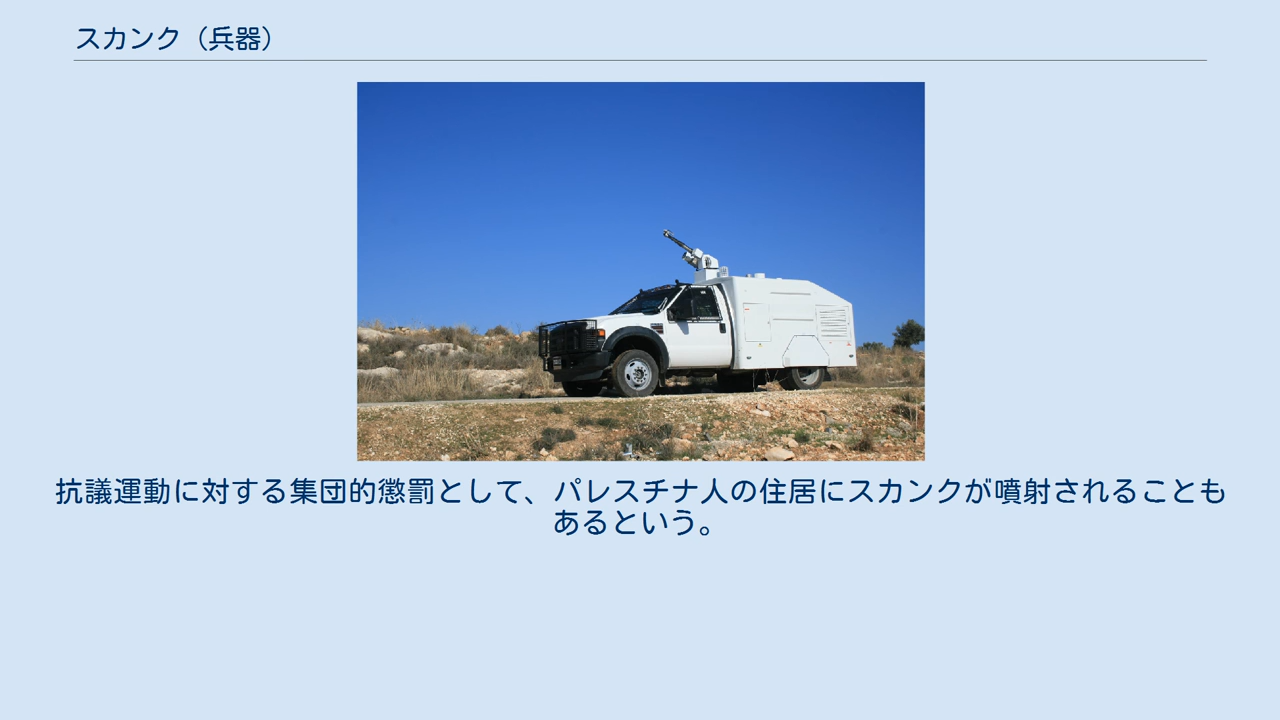 スカンク（兵器）
抗議運動に対する集団的懲罰として、パレスチナ人の住居にスカンクが噴射されることも
あるという。